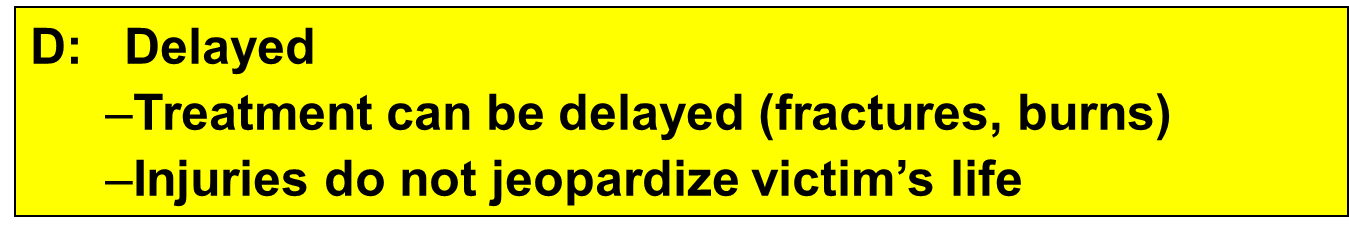 D: Delayed
–Treatment can be delayed (fractures, burns)
–Injuries do not jeopardize victim’s life